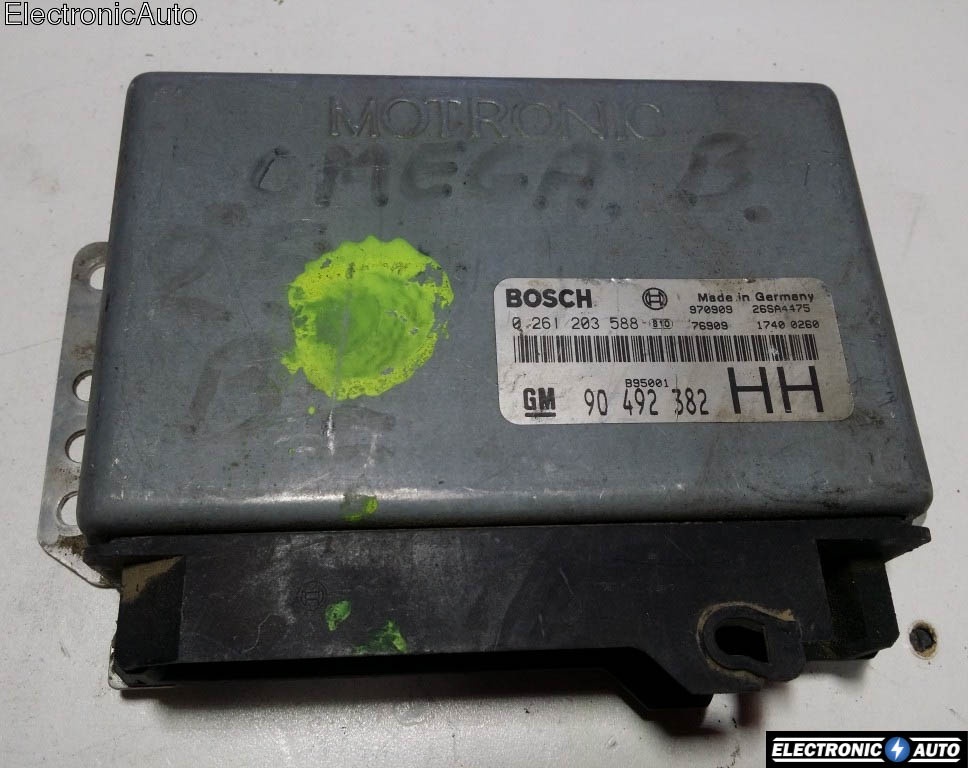 ElectronicAuto
MOTRONIC
OMEGA B
BOSCH
Made in Germany
970909 26SA4475
0 261 203 588 S10 76909 1740 0260
B95001
GM 90 492 382 HH
ELECTRONIC AUTO